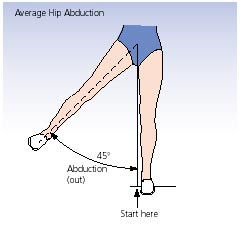 Average Hip Abduction
45°
Abduction
(out)
Start here